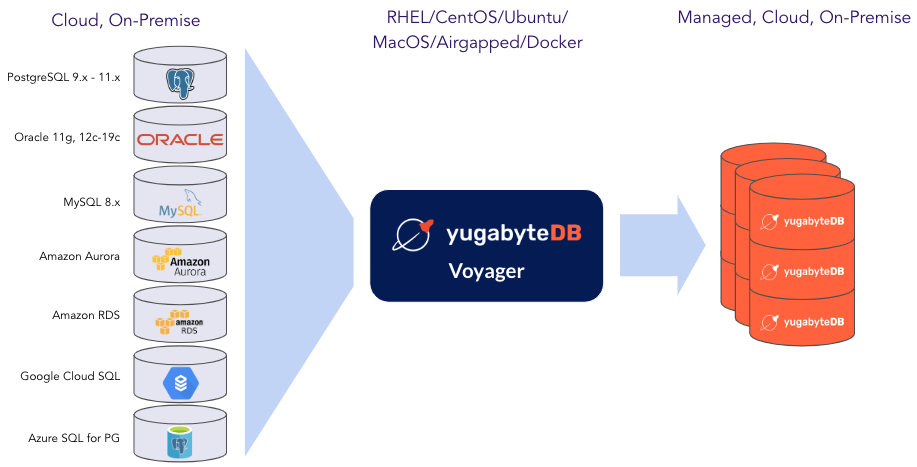 Cloud, On-Premise
RHEL/CentOS/Ubuntu/
MacOS/Airgapped/Docker
Managed, Cloud, On-Premise
PostgreSQL 9.x - 11.x
Oracle 11g, 12c-19c
ORACLE
MySQL 8.x
MySQL
Amazon Aurora
Amazon
Aurora
Amazon RDS
amazon
RDS
Google Cloud SQL
Azure SQL for PG
yugabyteDB
Voyager
yugabyteDB
yugabyteDB
yugabyteDB